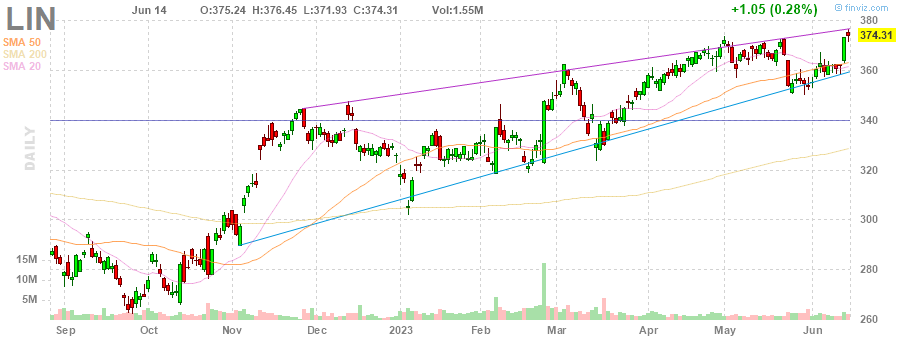 LIN Jun 14 O:375.24 H:376.45 L:371.93 C:374.31 Vol:1.55M +1.05 (0.28%) © finviz.com
SMA 50
SMA 200
SMA 20
DAILY
380
374.31
360
340
320
300
280
260
15M
10M
5M
Sep Oct Nov Dec 2023 Feb Mar Apr May Jun